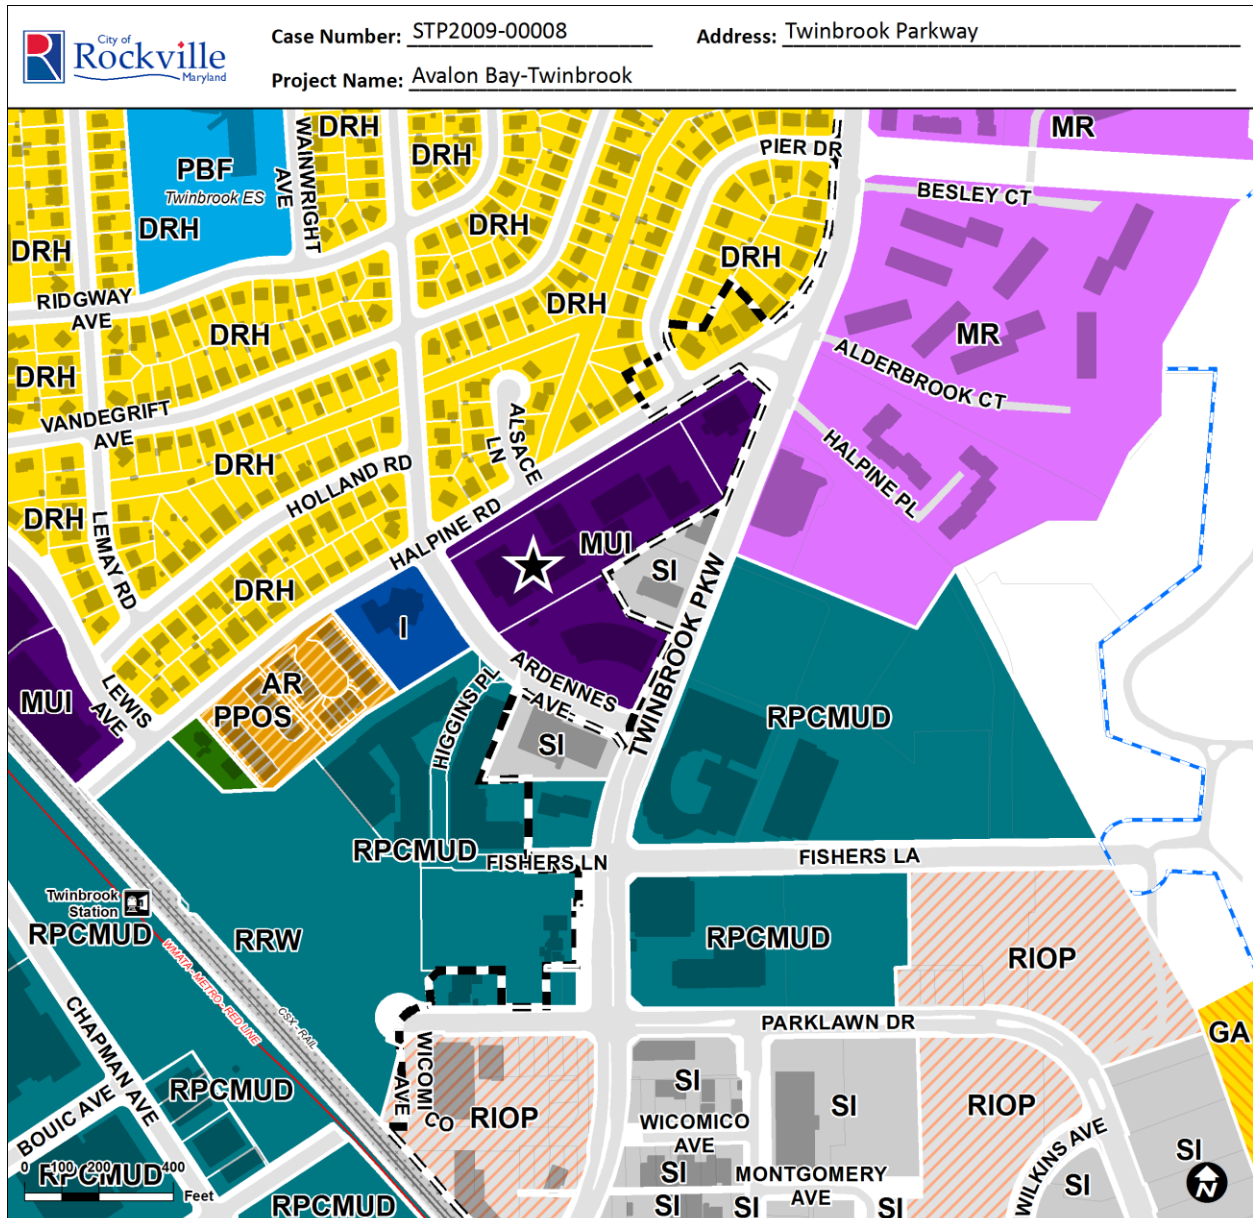 City of
Rockville
Maryland
Case Number: STP2009-00008
Address: Twinbrook Parkway
Project Name: Avalon Bay-Twinbrook
DRH
MR
WAINWRIGHT
AVE
DRH
PIER DR
PBF
Twinbrook ES
BESLEY CT
DRH
DRH
DRH
DRH
DRH
RIDGWAY
AVE
DRH
DRH
MR
DRH
ALDERBROOK CT
VANDEGRIFT
AVE
ALSACE
LN
HALPINE PL
DRH
HOLLAND RD
DRH
LEMAY RD
HALPINE RD
MUI
SI
DRH
I
TWINBROOK PKW
ARDENNES
AVE
AR
LEWIS
AVE
MUI
PPOS
HIGGINS PL
RPCMUD
SI
RPCMUD
FISHERS LN
FISHERS LA
Twinbrook
Station
RPCMUD
RRW
RPCMUD
RIOP
WMATA - METRO - RED LINE
CSX - RAIL
CHAPMAN AVE
PARKLAWN DR
GA
WICOMICO
AVE
RPCMUD
SI
SI
RIOP
RIOP
BOUIC AVE
WICOMICO
AVE
WILKINS AVE
SI
RPCMUD
0 100 200 400
Feet
SI
MONTGOMERY
AVE
SI
RPCMUD
SI
SI
SI
N